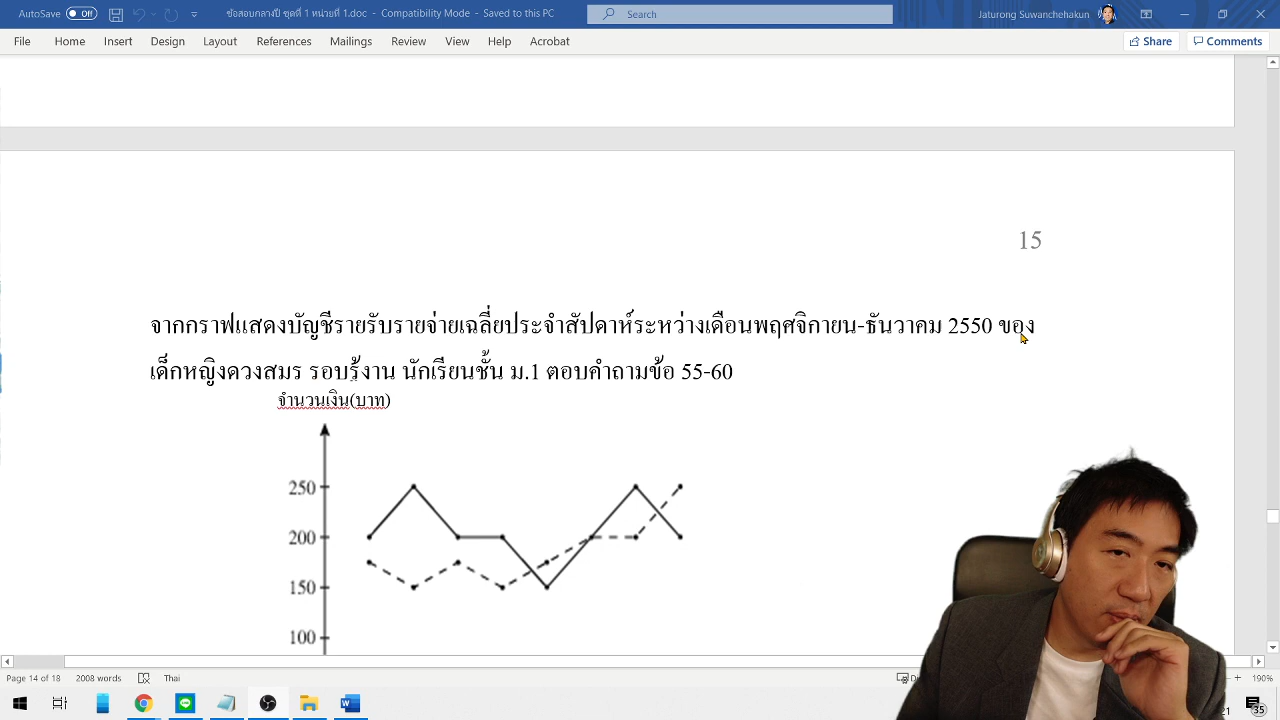 AutoSave Off ข้อสอบกลางปี ชุดที่ 1 หน่วยที่ 1.doc - Compatibility Mode - Saved to this PC Search Jaturong Suwanchehakun
File Home Insert Design Layout References Mailings Review View Help Acrobat Share Comments
15
จากกราฟแสดงบัญชีรายรับรายจ่ายเฉลี่ยประจำสัปดาห์ระหว่างเดือนพฤศจิกายน-ธันวาคม 2550 ของ
เด็กหญิงดวงสมร รอบรู้งาน นักเรียนชั้น ม.1 ตอบคำถามข้อ 55-60
จำนวนเงิน(บาท)
250
200
150
100
Page 14 of 18 2008 words Thai 190%
21 35